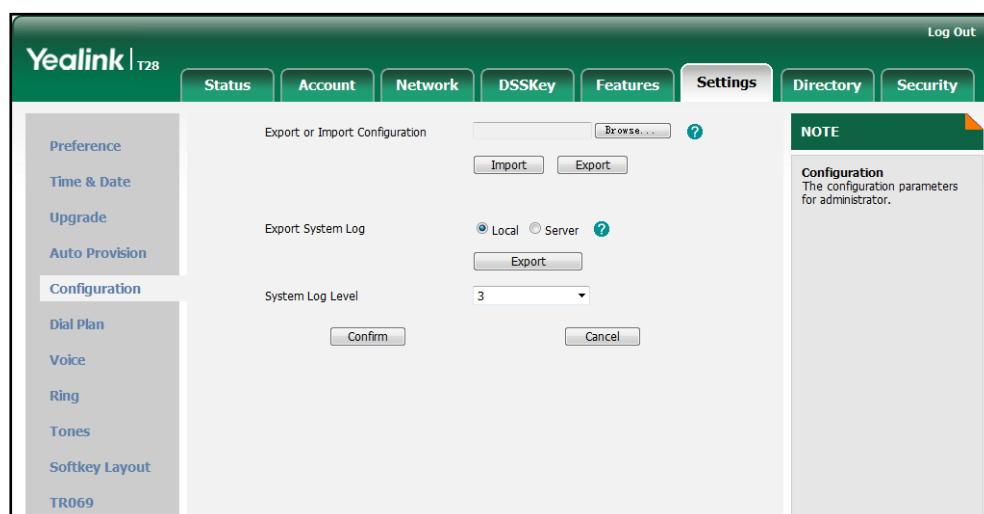 Log Out
Yealink | T28
Status Account Network DSSKey Features Settings Directory Security
Preference
Time & Date
Upgrade
Auto Provision
Configuration
Dial Plan
Voice
Ring
Tones
Softkey Layout
TR069
Export or Import Configuration Browse... ?
Import Export
Export System Log Local Server ?
Export
System Log Level 3
Confirm Cancel
NOTE
Configuration
The configuration parameters
for administrator.